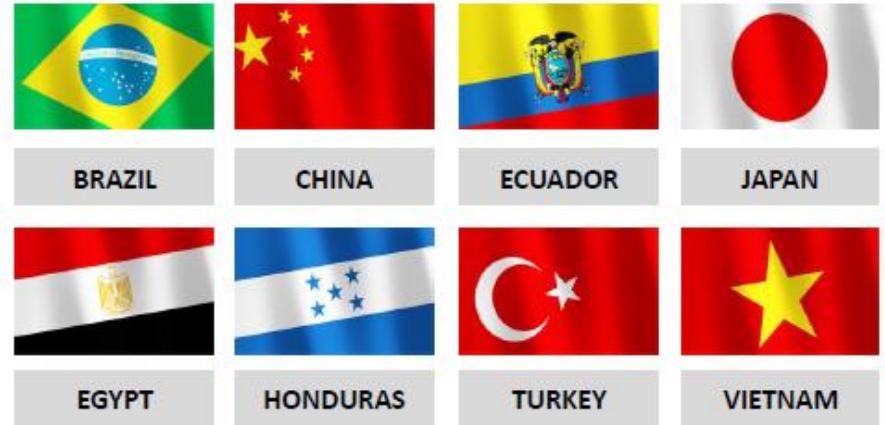 BRAZIL
CHINA
ECUADOR
JAPAN
EGYPT
HONDURAS
TURKEY
VIETNAM